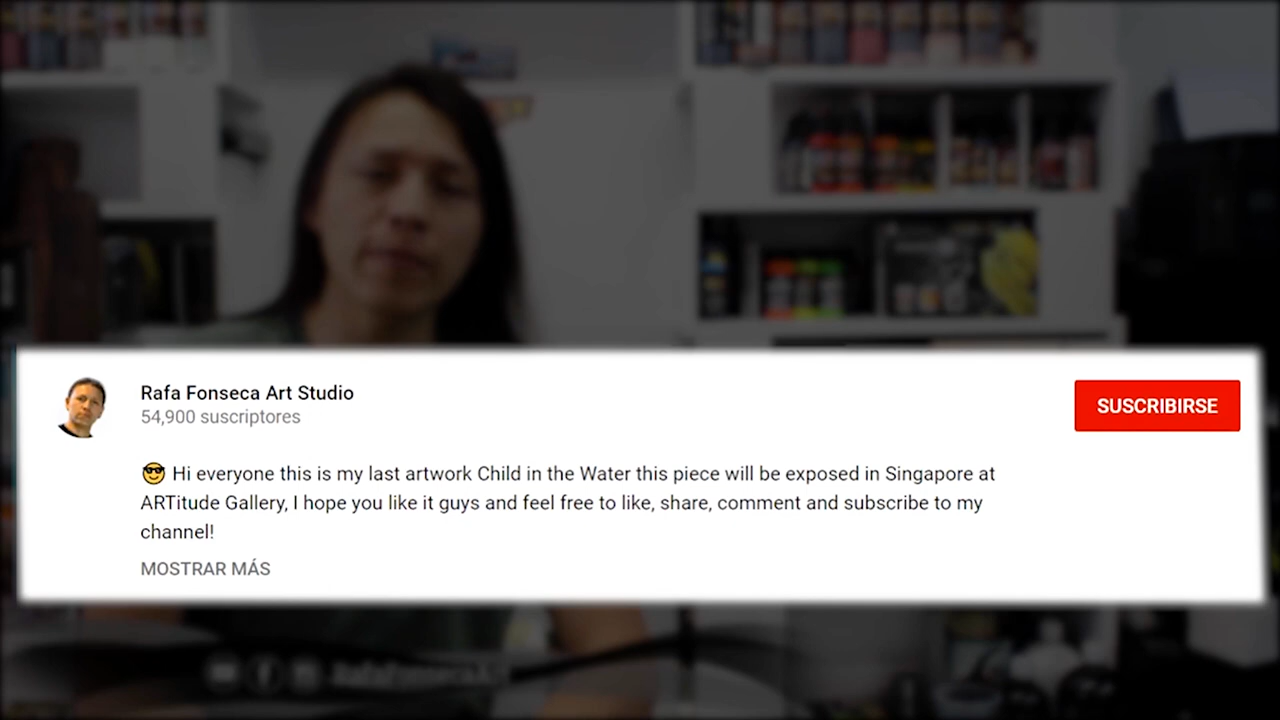 Rafa Fonseca Art Studio
54,900 suscriptores
SUSCRIBIRSE
😎 Hi everyone this is my last artwork Child in the Water this piece will be exposed in Singapore at
ARTitude Gallery, I hope you like it guys and feel free to like, share, comment and subscribe to my
channel!
MOSTRAR MÁS